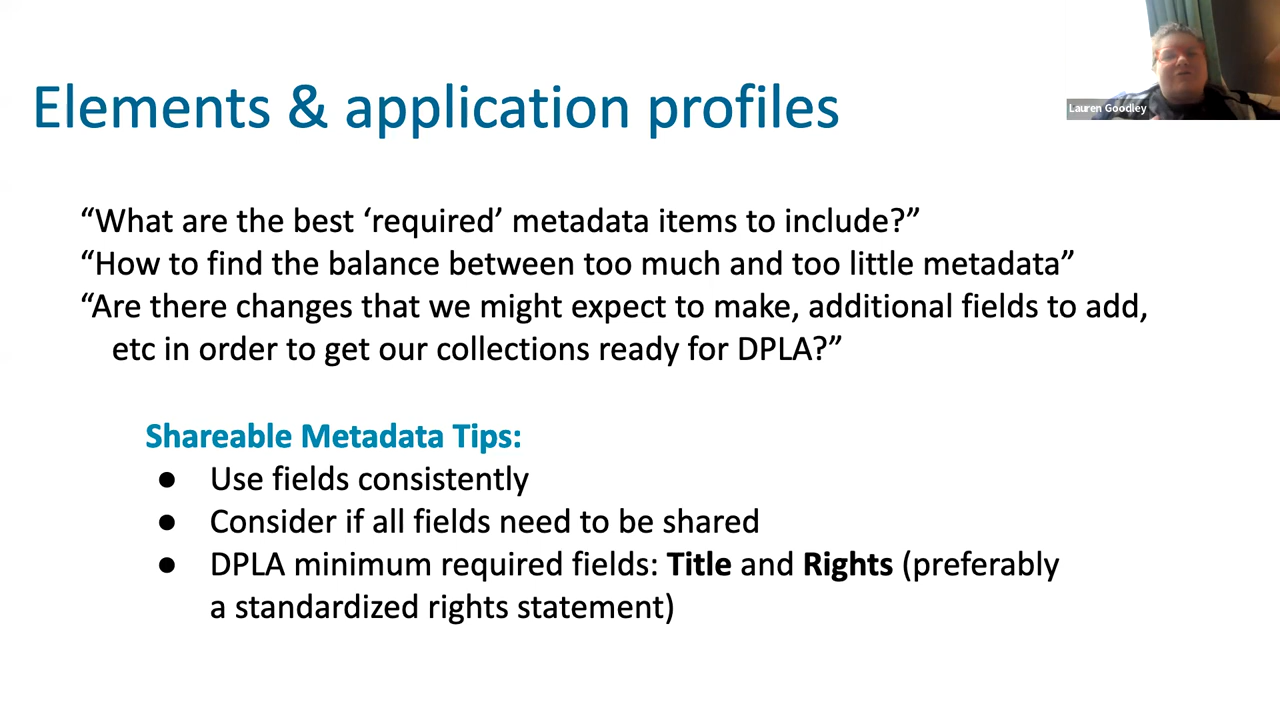 Elements & application profiles
Lauren Goodley
“What are the best ‘required’ metadata items to include?”
“How to find the balance between too much and too little metadata”
“Are there changes that we might expect to make, additional fields to add,
etc in order to get our collections ready for DPLA?”
Shareable Metadata Tips:
● Use fields consistently
● Consider if all fields need to be shared
● DPLA minimum required fields: Title and Rights (preferably
a standardized rights statement)